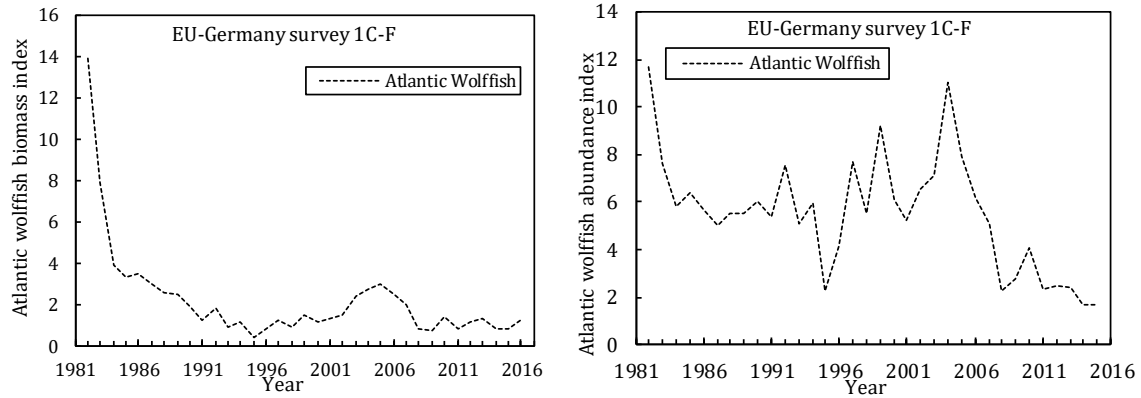 EU-Germany survey 1C-F
Atlantic Wolffish
Atlantic wolffish biomass index
16
14
12
10
8
6
4
2
0
1981 1986 1991 1996 2001 2006 2011 2016
Year
EU-Germany survey 1C-F
Atlantic Wolffish
Atlantic wolffish abundance index
14
12
10
8
6
4
2
0
1981 1986 1991 1996 2001 2006 2011 2016
Year